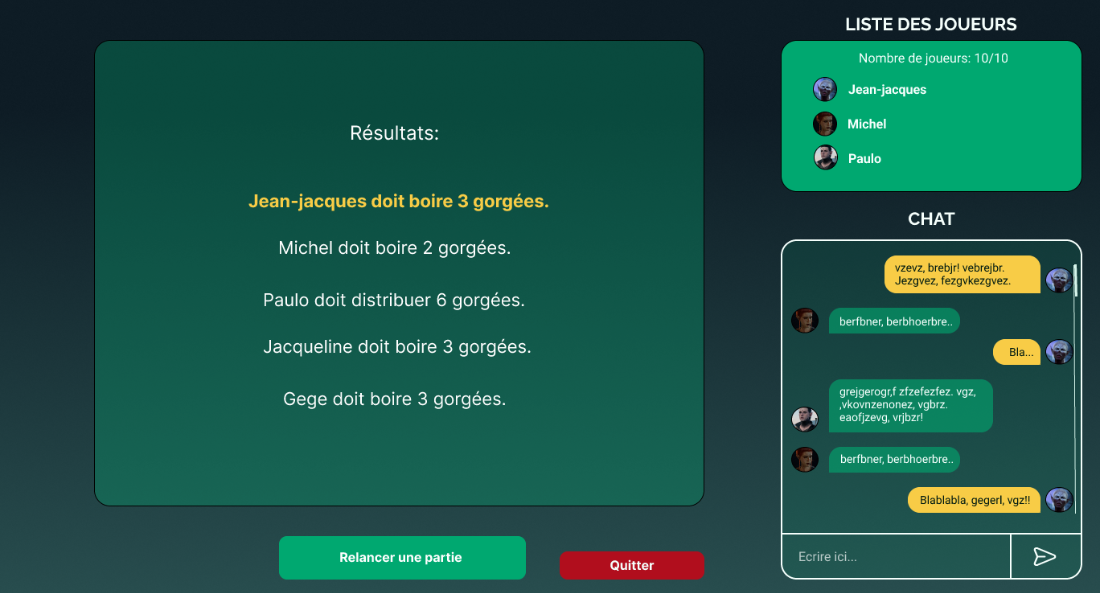 Résultats:
Jean-jacques doit boire 3 gorgées.
Michel doit boire 2 gorgées.
Paulo doit distribuer 6 gorgées.
Jacqueline doit boire 3 gorgées.
Gege doit boire 3 gorgées.
Relancer une partie
Quitter
LISTE DES JOUEURS
Nombre de joueurs: 10/10
Jean-jacques
Michel
Paulo
CHAT
vzevz, brebjr! vebrejbr.
Jezgvez, fezgvkezgvez.
berfbner, berbhoerbre..
Bla...
grejgerogr,f zfzefezfez. vgz,
,vkovnzenonez, vgbrz.
eaofjzevg, vrjbzr!
berfbner, berbhoerbre..
Blablabla, gegerl, vgz!!
Ecrire ici...